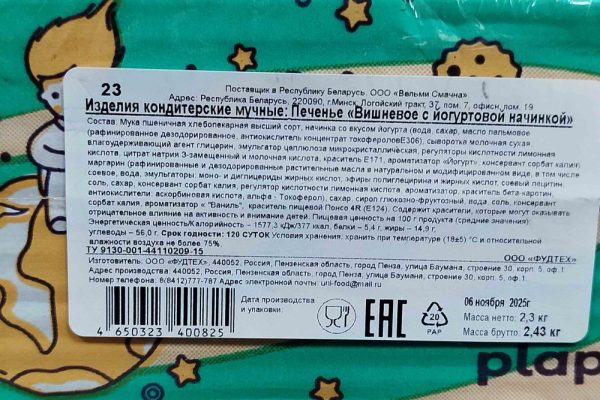 23
Поставщик в Республику Беларусь: ООО «Вельми Смачна»
Адрес: Республика Беларусь, 220090, г.Минск, Логойский тракт, 37, пом. 7, офисн. пом. 19
Изделия кондитерские мучные: Печенье «Вишневое с йогуртовой начинкой»
Состав: Мука пшеничная хлебопекарная высший сорт, начинка со вкусом йогурта (вода, сахар, масло пальмовое
(рафинированное дезодорированное, антиокислитель концентрат токоферолов Е306), сыворотка молочная сухая
влагоудерживающий агент глицерин, эмульгатор целлюлоза микрокристаллическая, регуляторы кислотности лимонная
кислота, цитрат натрия 3-замещенный и молочная кислота, краситель Е171, ароматизатор «Йогурт», консервант сорбат калия)
маргарин (рафинированные и дезодорированные растительные масла в натуральном и модифицированном виде, в том числе
соевое, вода, эмульгаторы: моно- и диглицериды жирных кислот, эфиры полиглицерина и жирных кислот, соевый лецитин,
соль, сахар, консервант сорбат калия, регулятор кислотности лимонная кислота, ароматизатор, краситель бета-каротин,
антиокислители: аскорбиновая кислота, альфа - Токоферол), сахар, сироп глюкозно-фруктозный, вода, соль, консервант
сорбат калия, ароматизатор «"Ваниль", краситель пищевой Понсо 4R (Е124). Содержит красители, которые могут оказывать
отрицательное влияние на активность и внимание детей. Пищевая ценность на 100 г продукта (средние значения):
Энергетическая ценность/Калорийность – 1577,3 кДж/377 ккал, белки – 5,4 г, жиры – 14,9 г,
углеводы – 56,0 г. Срок годности: 120 СУТОК Условия хранения: хранить при температуре (18±5) °С и относительной
влажности воздуха не более 75%.
ТУ 9130-001-44110209-15
Изготовитель: ООО «ФУДТЕХ», 440052, Россия, Пензенская область, город Пенза, улица Баумана, строение 30, корп. 5, оф.1.
Адрес производства: 440052, Россия, Пензенская область, город Пенза, улица Баумана, строение 30, корп. 5, оф. 1.
Номер телефона: 8(8412)777-787 Адрес электронной почты: uni-food@mail.ru
Дата производства
и упаковки:
06 ноября 2025г
Масса нетто: 2,3 кг
Масса брутто: 2,43 кг
EAC
20
PAP
4 650323 400825
plap